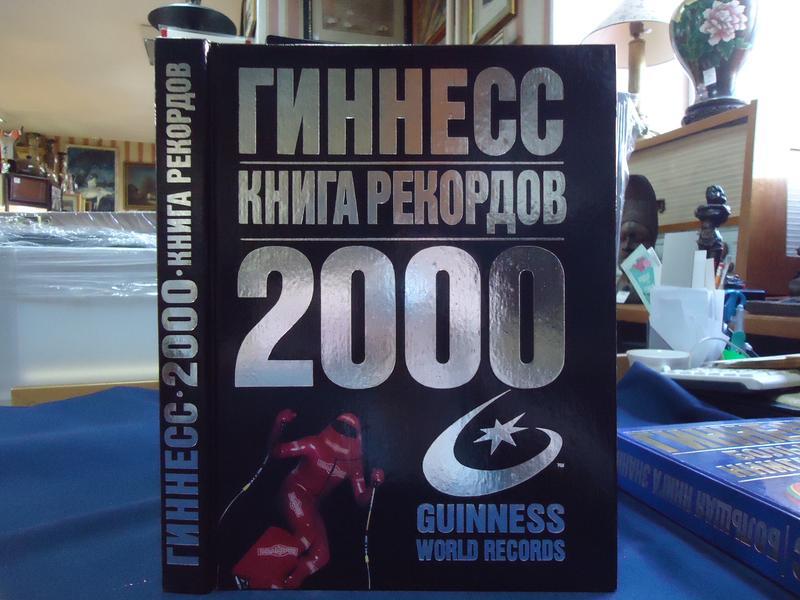 ГИННЕСС
КНИГА РЕКОРДОВ
2000
GUINNESS
WORLD RECORDS
ГИННЕСС·2000·КНИГА РЕКОРДОВ